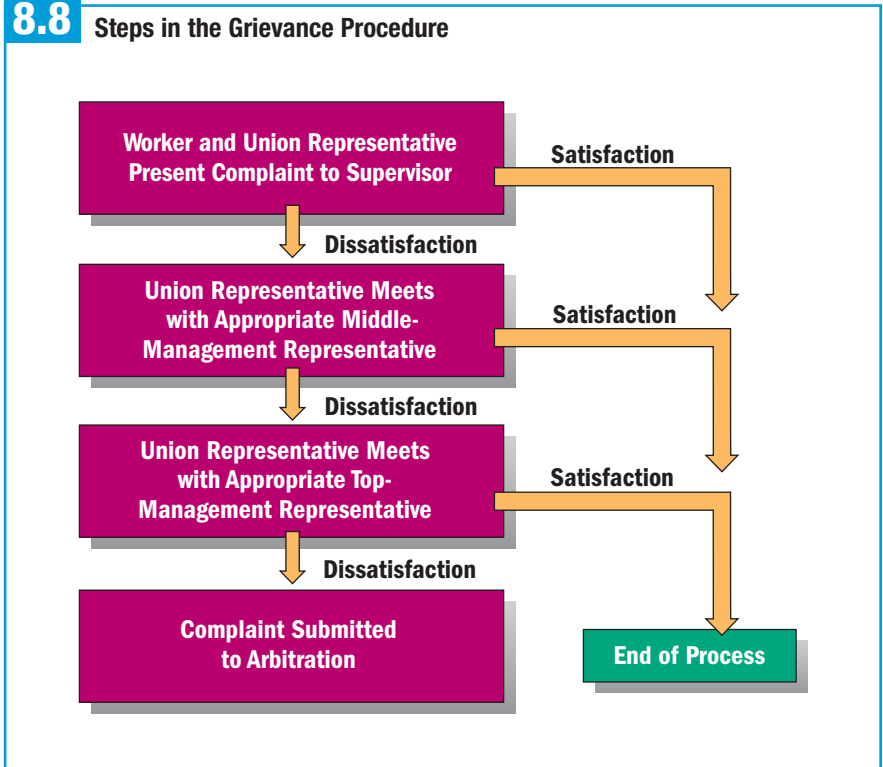 8.8 Steps in the Grievance Procedure
Worker and Union Representative
Present Complaint to Supervisor
Satisfaction
Dissatisfaction
Union Representative Meets
with Appropriate Middle-
Management Representative
Satisfaction
Dissatisfaction
Union Representative Meets
with Appropriate Top-
Management Representative
Satisfaction
Dissatisfaction
Complaint Submitted
to Arbitration
End of Process